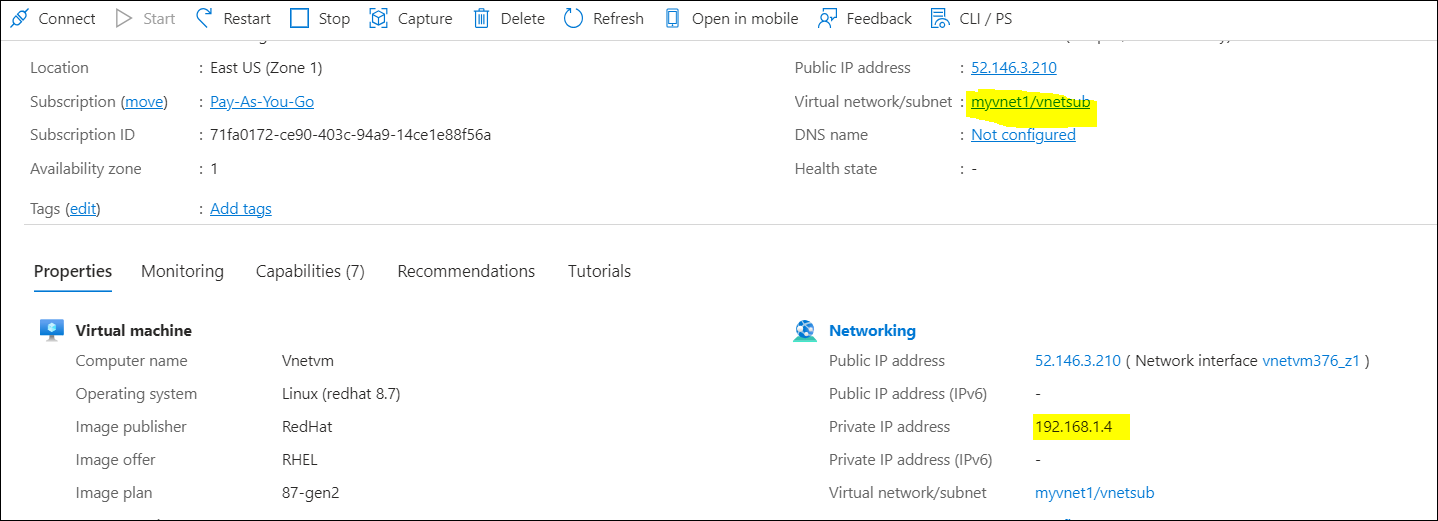 Connect Start Restart Stop Capture Delete Refresh Open in mobile Feedback CLI / PS
Location : East US (Zone 1)
Subscription (move) : Pay-As-You-Go
Subscription ID : 71fa0172-ce90-403c-94a9-14ce1e88f56a
Availability zone : 1
Tags (edit) : Add tags
Public IP address : 52.146.3.210
Virtual network/subnet : myvnet1/vnetsub
DNS name : Not configured
Health state : -
Properties Monitoring Capabilities (7) Recommendations Tutorials
Virtual machine
Computer name Vnetvm
Operating system Linux (redhat 8.7)
Image publisher RedHat
Image offer RHEL
Image plan 87-gen2
Networking
Public IP address 52.146.3.210 ( Network interface vnetvm376_z1 )
Public IP address (IPv6) -
Private IP address 192.168.1.4
Private IP address (IPv6) -
Virtual network/subnet myvnet1/vnetsub